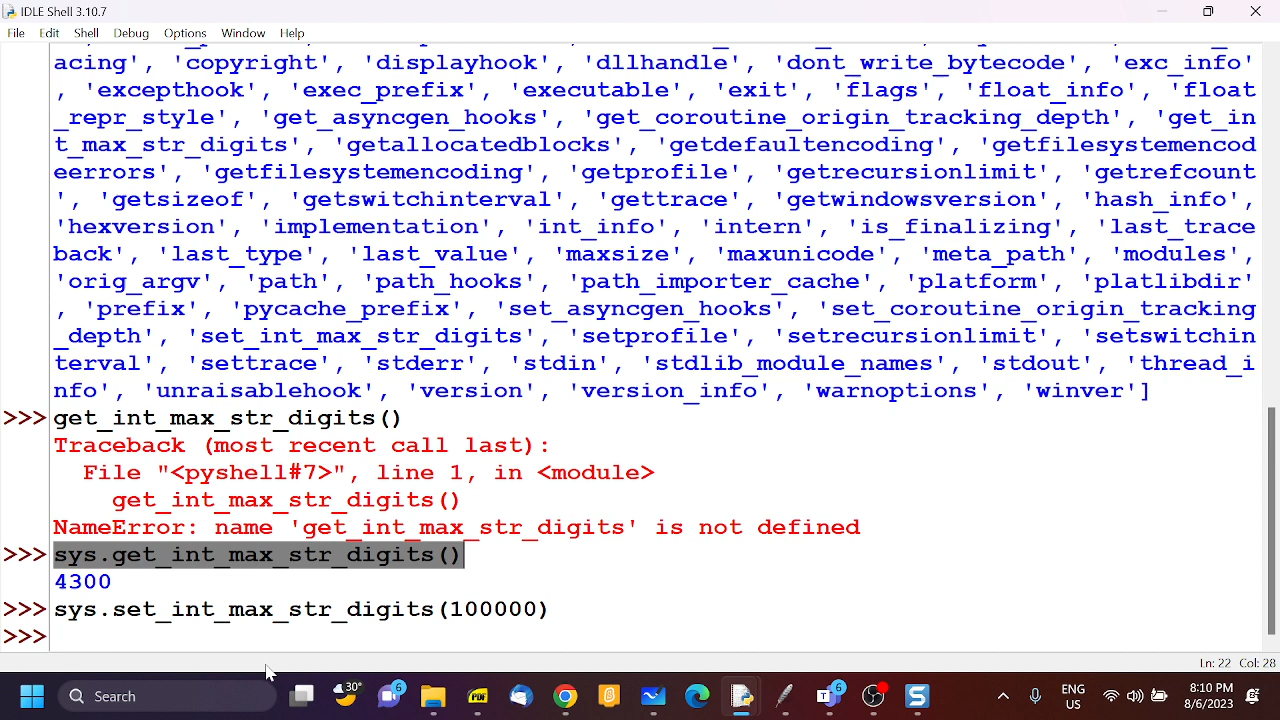 IDLE Shell 3.10.7
File Edit Shell Debug Options Window Help
acing', 'copyright', 'displayhook', 'dllhandle', 'dont_write_bytecode', 'exc_info'
, 'excepthook', 'exec_prefix', 'executable', 'exit', 'flags', 'float_info', 'float
_repr_style', 'get_asyncgen_hooks', 'get_coroutine_origin_tracking_depth', 'get_in
t_max_str_digits', 'getallocatedblocks', 'getdefaultencoding', 'getfilesystemencod
eerrors', 'getfilesystemencoding', 'getprofile', 'getrecursionlimit', 'getrefcount
', 'getsizeof', 'getswitchinterval', 'gettrace', 'getwindowsversion', 'hash_info',
'hexversion', 'implementation', 'int_info', 'intern', 'is_finalizing', 'last_trace
back', 'last_type', 'last_value', 'maxsize', 'maxunicode', 'meta_path', 'modules',
'orig_argv', 'path', 'path_hooks', 'path_importer_cache', 'platform', 'platlibdir'
, 'prefix', 'pycache_prefix', 'set_asyncgen_hooks', 'set_coroutine_origin_tracking
_depth', 'set_int_max_str_digits', 'setprofile', 'setrecursionlimit', 'setswitchin
terval', 'settrace', 'stderr', 'stdin', 'stdlib_module_names', 'stdout', 'thread_i
nfo', 'unraisablehook', 'version', 'version_info', 'warnoptions', 'winver']
>>> get_int_max_str_digits()
Traceback (most recent call last):
File "<pyshell#7>", line 1, in <module>
get_int_max_str_digits()
NameError: name 'get_int_max_str_digits' is not defined
>>> sys.get_int_max_str_digits()
4300
>>> sys.set_int_max_str_digits(100000)
>>>
Ln: 22 Col: 28
Search
30°
6
PDF
6
ENG
US
8:10 PM
8/6/2023